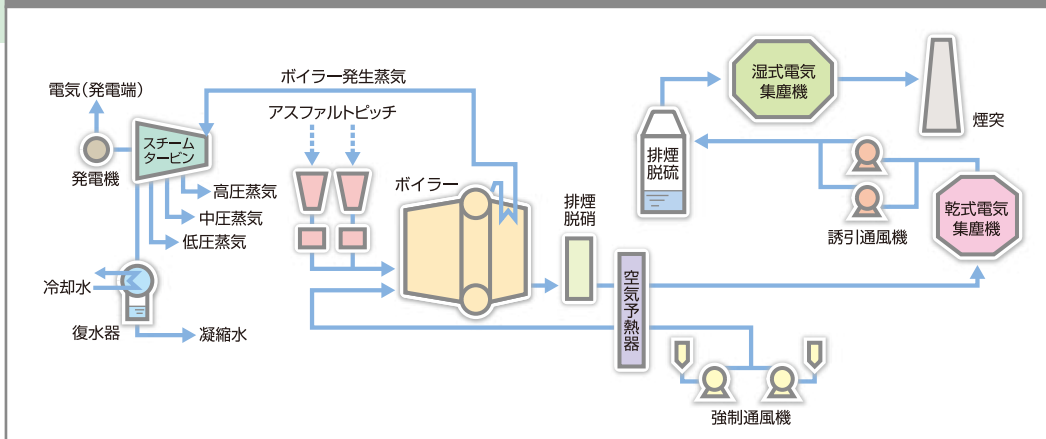 ボイラー発生蒸気
電気(発電端)
アスファルトピッチ
スチーム
タービン
発電機
高圧蒸気
中圧蒸気
低圧蒸気
冷却水
復水器
凝縮水
ボイラー
排煙
脱硝
空気予熱器
強制通風機
排煙
脱硫
湿式電気
集塵機
煙突
誘引通風機
乾式電気
集塵機